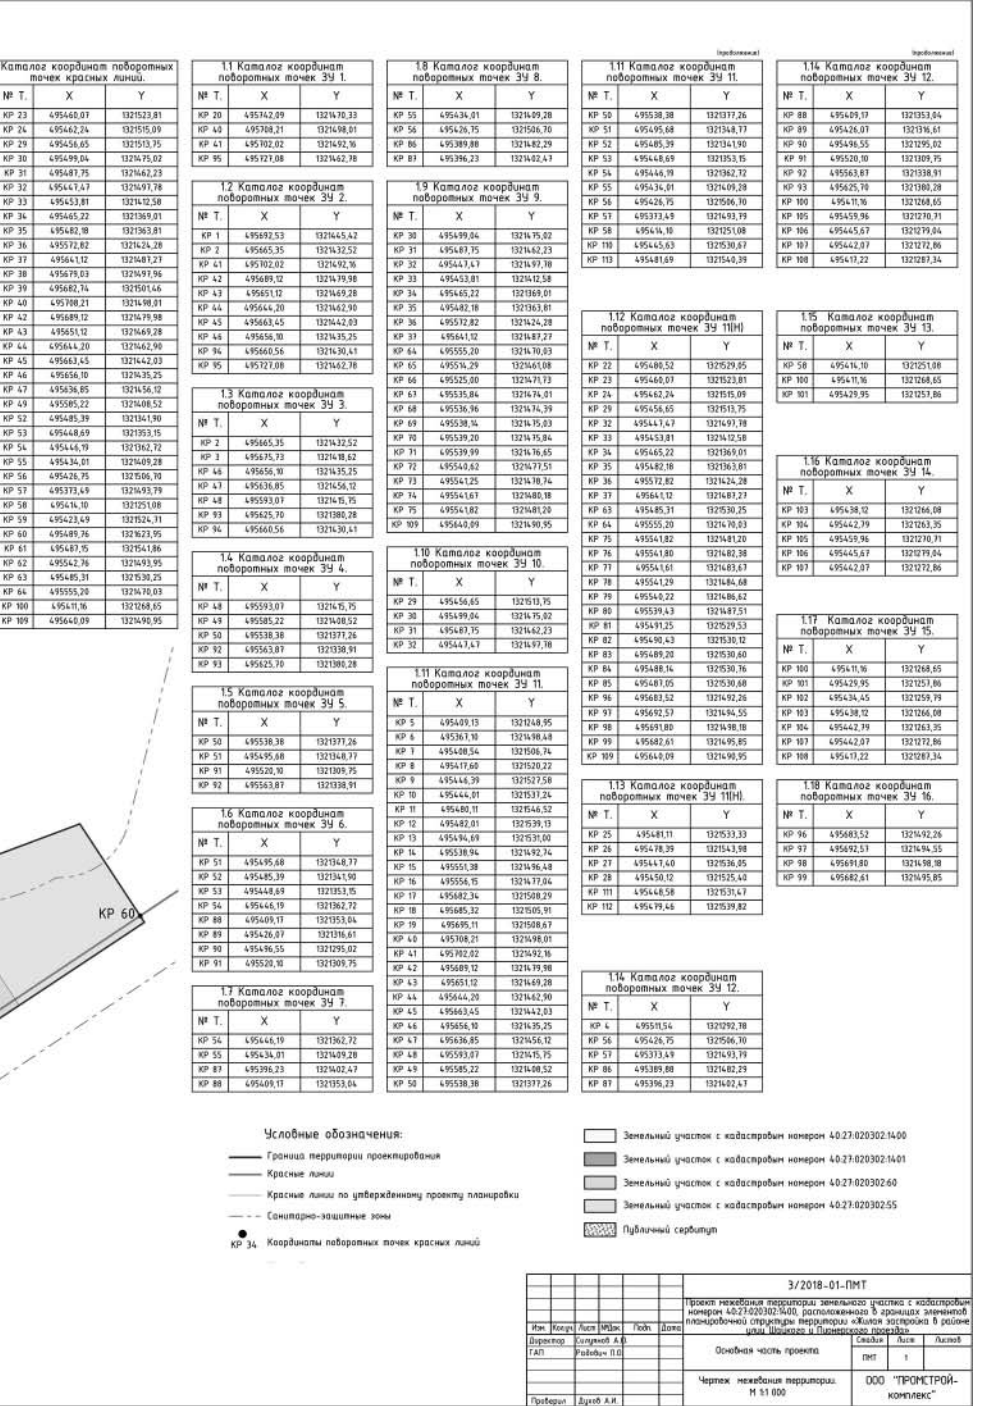 Каталог координат поворотных
точек красных линий.
№ Т. X Y
КР 23 495460,07 1321523,81
КР 24 495462,24 1321515,09
КР 29 495456,65 1321513,75
КР 30 495499,04 1321475,02
КР 31 495487,75 1321462,23
КР 32 495447,47 1321497,78
КР 33 495453,81 1321412,58
КР 34 495465,22 1321369,01
КР 35 495482,18 1321363,81
КР 36 495572,82 1321424,28
КР 37 495641,12 1321487,27
КР 38 495679,03 1321497,96
КР 39 495682,74 1321501,46
КР 40 495708,21 1321498,01
КР 42 495689,12 1321479,98
КР 43 495651,12 1321469,28
КР 44 495644,20 1321462,90
КР 45 495663,45 1321442,03
КР 46 495656,10 1321435,25
КР 47 495636,85 1321456,12
КР 49 495585,22 1321408,52
КР 52 495485,39 1321341,90
КР 53 495448,69 1321353,15
КР 54 495446,19 1321362,72
КР 55 495434,01 1321409,28
КР 56 495426,75 1321506,70
КР 57 495373,49 1321493,79
КР 58 495414,10 1321251,08
КР 59 495423,49 1321524,71
КР 60 495489,76 1321623,95
КР 61 495487,15 1321541,86
КР 62 495542,76 1321493,95
КР 63 495485,31 1321530,25
КР 64 495555,20 1321470,03
КР 100 495411,16 1321268,65
КР 109 495640,09 1321490,95
КР 60
1.1 Каталог координат
поворотных точек ЗУ 1.
№ Т. X Y
КР 20 495742,09 1321470,33
КР 40 495708,21 1321498,01
КР 41 495702,02 1321492,16
КР 95 495727,08 1321462,78
1.2 Каталог координат
поворотных точек ЗУ 2.
№ Т. X Y
КР 1 495692,53 1321445,42
КР 2 495665,35 1321432,52
КР 41 495702,02 1321492,16
КР 42 495689,12 1321479,98
КР 43 495651,12 1321469,28
КР 44 495644,20 1321462,90
КР 45 495663,45 1321442,03
КР 46 495656,10 1321435,25
КР 94 495660,56 1321430,41
КР 95 495727,08 1321462,78
1.3 Каталог координат
поворотных точек ЗУ 3.
№ Т. X Y
КР 2 495665,35 1321432,52
КР 3 495675,73 1321418,62
КР 46 495656,10 1321435,25
КР 47 495636,85 1321456,12
КР 48 495593,07 1321415,75
КР 93 495625,70 1321380,28
КР 94 495660,56 1321430,41
1.4 Каталог координат
поворотных точек ЗУ 4.
№ Т. X Y
КР 48 495593,07 1321415,75
КР 49 495585,22 1321408,52
КР 50 495538,38 1321377,26
КР 92 495563,87 1321338,91
КР 93 495625,70 1321380,28
1.5 Каталог координат
поворотных точек ЗУ 5.
№ Т. X Y
КР 50 495538,38 1321377,26
КР 51 495495,68 1321348,77
КР 91 495520,10 1321309,75
КР 92 495563,87 1321338,91
1.6 Каталог координат
поворотных точек ЗУ 6.
№ Т. X Y
КР 51 495495,68 1321348,77
КР 52 495485,39 1321341,90
КР 53 495448,69 1321353,15
КР 54 495446,19 1321362,72
КР 88 495409,17 1321353,04
КР 89 495426,07 1321316,61
КР 90 495496,55 1321295,02
КР 91 495520,10 1321309,75
1.7 Каталог координат
поворотных точек ЗУ 7.
№ Т. X Y
КР 54 495446,19 1321362,72
КР 55 495434,01 1321409,28
КР 87 495396,23 1321402,47
КР 88 495409,17 1321353,04
1.8 Каталог координат
поворотных точек ЗУ 8.
№ Т. X Y
КР 55 495434,01 1321409,28
КР 56 495426,75 1321506,70
КР 86 495389,88 1321482,29
КР 87 495396,23 1321402,47
1.9 Каталог координат
поворотных точек ЗУ 9.
№ Т. X Y
КР 30 495499,04 1321475,02
КР 31 495487,75 1321462,23
КР 32 495447,47 1321497,78
КР 33 495453,81 1321412,58
КР 34 495465,22 1321369,01
КР 35 495482,18 1321363,81
КР 36 495572,82 1321424,28
КР 37 495641,12 1321487,27
КР 64 495555,20 1321470,03
КР 65 495514,29 1321461,08
КР 66 495525,00 1321471,73
КР 67 495535,84 1321474,01
КР 68 495536,96 1321474,39
КР 69 495538,14 1321475,03
КР 70 495539,20 1321475,84
КР 71 495539,99 1321476,65
КР 72 495540,62 1321477,51
КР 73 495541,25 1321478,74
КР 74 495541,67 1321480,18
КР 75 495541,82 1321481,20
КР 109 495640,09 1321490,95
1.10 Каталог координат
поворотных точек ЗУ 10.
№ Т. X Y
КР 29 495456,65 1321513,75
КР 30 495499,04 1321475,02
КР 31 495487,75 1321462,23
КР 32 495447,47 1321497,78
1.11 Каталог координат
поворотных точек ЗУ 11.
№ Т. X Y
КР 5 495409,13 1321248,95
КР 6 495367,10 1321498,48
КР 7 495408,54 1321506,74
КР 8 495417,60 1321520,22
КР 9 495446,39 1321527,58
КР 10 495444,01 1321537,24
КР 11 495480,11 1321546,52
КР 12 495482,01 1321539,13
КР 13 495494,69 1321531,00
КР 14 495538,94 1321492,74
КР 15 495551,38 1321496,48
КР 16 495556,15 1321477,04
КР 17 495682,34 1321508,29
КР 18 495685,32 1321505,91
КР 19 495695,11 1321508,67
КР 40 495708,21 1321498,01
КР 41 495702,02 1321492,16
КР 42 495689,12 1321479,98
КР 43 495651,12 1321469,28
КР 44 495644,20 1321462,90
КР 45 495663,45 1321442,03
КР 46 495656,10 1321435,25
КР 47 495636,85 1321456,12
КР 48 495593,07 1321415,75
КР 49 495585,22 1321408,52
КР 50 495538,38 1321377,26
(продолжение)
1.11 Каталог координат
поворотных точек ЗУ 11.
№ Т. X Y
КР 50 495538,38 1321377,26
КР 51 495495,68 1321348,77
КР 52 495485,39 1321341,90
КР 53 495448,69 1321353,15
КР 54 495446,19 1321362,72
КР 55 495434,01 1321409,28
КР 56 495426,75 1321506,70
КР 57 495373,49 1321493,79
КР 58 495414,10 1321251,08
КР 110 495445,63 1321530,67
КР 113 495481,69 1321540,39
1.12 Каталог координат
поворотных точек ЗУ 11(Н)
№ Т. X Y
КР 22 495480,52 1321529,05
КР 23 495460,07 1321523,81
КР 24 495462,24 1321515,09
КР 29 495456,65 1321513,75
КР 32 495447,47 1321497,78
КР 33 495453,81 1321412,58
КР 34 495465,22 1321369,01
КР 35 495482,18 1321363,81
КР 36 495572,82 1321424,28
КР 37 495641,12 1321487,27
КР 63 495485,31 1321530,25
КР 64 495555,20 1321470,03
КР 75 495541,82 1321481,20
КР 76 495541,80 1321482,38
КР 77 495541,61 1321483,67
КР 78 495541,29 1321484,68
КР 79 495540,22 1321486,62
КР 80 495539,43 1321487,51
КР 81 495491,25 1321529,53
КР 82 495490,43 1321530,12
КР 83 495489,20 1321530,60
КР 84 495488,14 1321530,76
КР 85 495487,05 1321530,68
КР 96 495683,52 1321492,26
КР 97 495692,57 1321494,55
КР 98 495691,80 1321498,18
КР 99 495682,61 1321495,85
КР 109 495640,09 1321490,95
1.13 Каталог координат
поворотных точек ЗУ 11(Н).
№ Т. X Y
КР 25 495481,11 1321533,33
КР 26 495478,39 1321543,98
КР 27 495447,40 1321536,05
КР 28 495450,12 1321525,40
КР 111 495448,58 1321531,47
КР 112 495479,46 1321539,82
1.14 Каталог координат
поворотных точек ЗУ 12.
№ Т. X Y
КР 4 495511,54 1321292,78
КР 56 495426,75 1321506,70
КР 57 495373,49 1321493,79
КР 86 495389,88 1321482,29
КР 87 495396,23 1321402,47
(продолжение)
1.14 Каталог координат
поворотных точек ЗУ 12.
№ Т. X Y
КР 88 495409,17 1321353,04
КР 89 495426,07 1321316,61
КР 90 495496,55 1321295,02
КР 91 495520,10 1321309,75
КР 92 495563,87 1321338,91
КР 93 495625,70 1321380,28
КР 100 495411,16 1321268,65
КР 105 495459,96 1321270,71
КР 106 495445,67 1321279,04
КР 107 495442,07 1321272,86
КР 108 495417,22 1321287,34
1.15 Каталог координат
поворотных точек ЗУ 13.
№ Т. X Y
КР 58 495414,10 1321251,08
КР 100 495411,16 1321268,65
КР 101 495429,95 1321257,86
1.16 Каталог координат
поворотных точек ЗУ 14.
№ Т. X Y
КР 103 495438,12 1321266,08
КР 104 495442,79 1321263,35
КР 105 495459,96 1321270,71
КР 106 495445,67 1321279,04
КР 107 495442,07 1321272,86
1.17 Каталог координат
поворотных точек ЗУ 15.
№ Т. X Y
КР 100 495411,16 1321268,65
КР 101 495429,95 1321257,86
КР 102 495434,45 1321259,79
КР 103 495438,12 1321266,08
КР 104 495442,79 1321263,35
КР 107 495442,07 1321272,86
КР 108 495417,22 1321287,34
1.18 Каталог координат
поворотных точек ЗУ 16.
№ Т. X Y
КР 96 495683,52 1321492,26
КР 97 495692,57 1321494,55
КР 98 495691,80 1321498,18
КР 99 495682,61 1321495,85
Условные обозначения:
Граница территории проектирования
Красные линии
Красные линии по утвержденному проекту планировки
Санитарно-защитные зоны
КР 34 Координаты поворотных точек красных линий
Земельный участок с кадастровым номером 40:27:020302:1400
Земельный участок с кадастровым номером 40:27:020302:1401
Земельный участок с кадастровым номером 40:27:020302:60
Земельный участок с кадастровым номером 40:27:020302:55
Публичный сервитут
3/2018-01-ПМТ
Проект межевания территории земельного участка с кадастровым
номером 40:27:020302:1400, расположенного в границах элементов
планировочной структуры территории «Жилая застройка в районе
улиц Шацкого и Пионерского проезда»
Изм. Кол.уч Лист №Док. Подп. Дата
Директор Силуянов А.О.
ГАП Радович П.О.
Проверил Духов А.И.
Основная часть проекта
Стадия Лист Листов
ПМТ 1
Чертеж межевания территории.
М 1:1 000
ООО "ПРОМСТРОЙ-
комплекс"